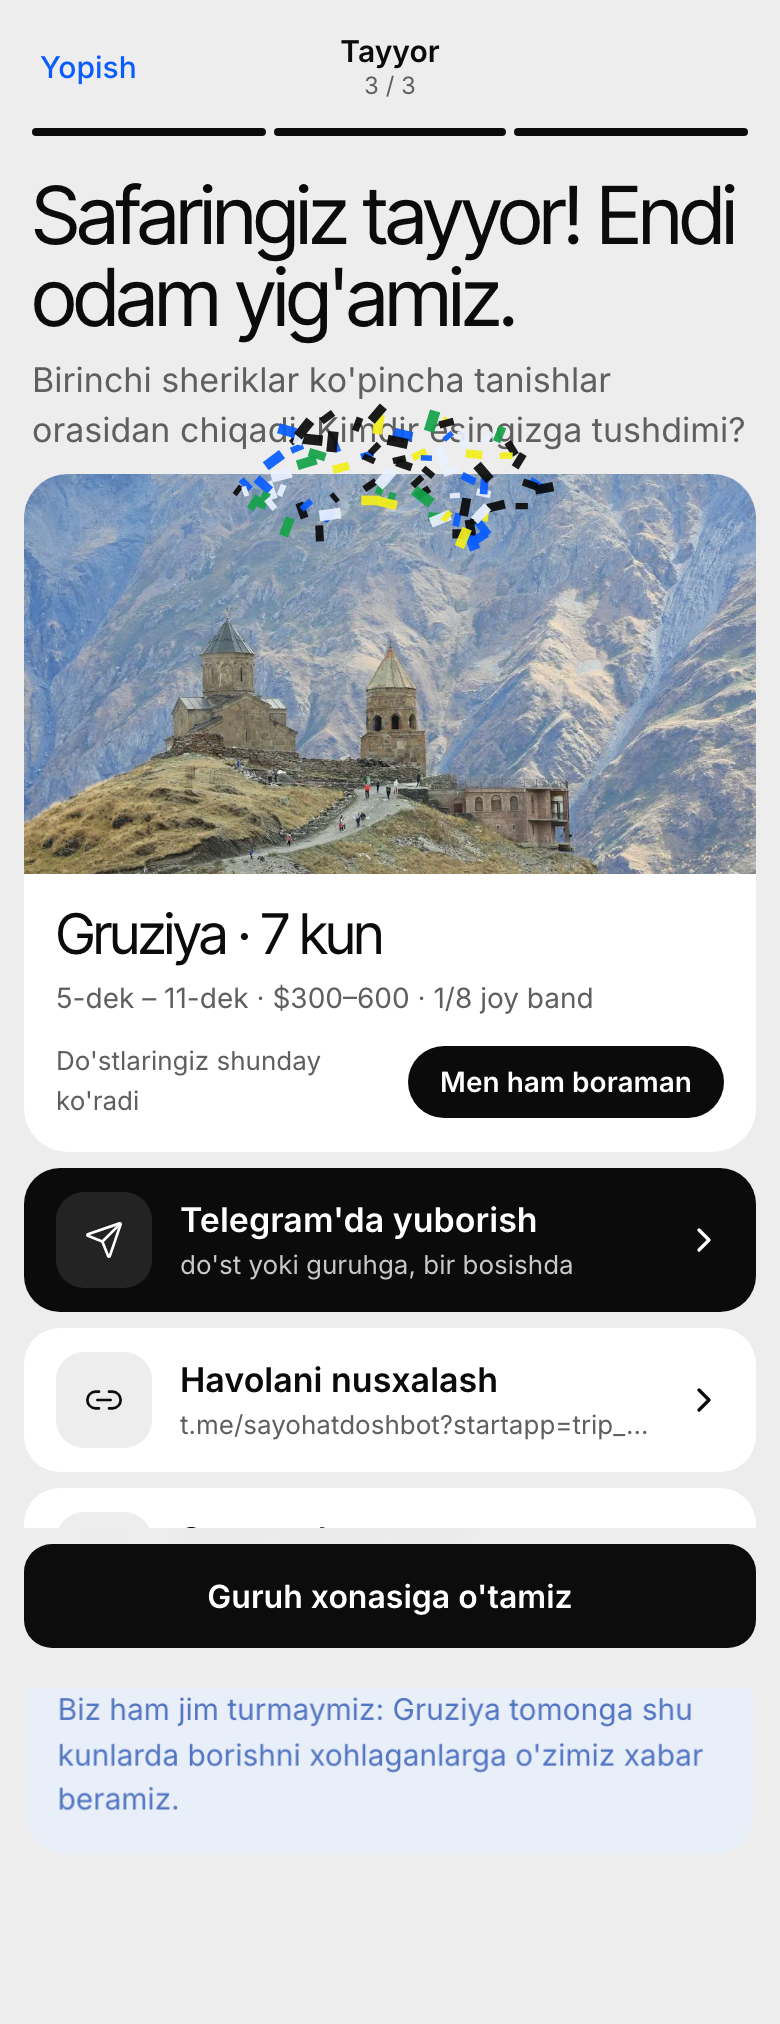 Yopish
Tayyor
3 / 3
Safaringiz tayyor! Endi
odam yig'amiz.
Birinchi sheriklar ko'pincha tanishlar
orasidan chiqadi. Kimdir esingizga tushdimi?
Gruziya · 7 kun
5-dek – 11-dek · $300–600 · 1/8 joy band
Do'stlaringiz shunday
ko'radi
Men ham boraman
Telegram'da yuborish
do'st yoki guruhga, bir bosishda
Havolani nusxalash
t.me/sayohatdoshbot?startapp=trip_...
Guruh xonasiga o'tamiz
Biz ham jim turmaymiz: Gruziya tomonga shu
kunlarda borishni xohlaganlarga o'zimiz xabar
beramiz.